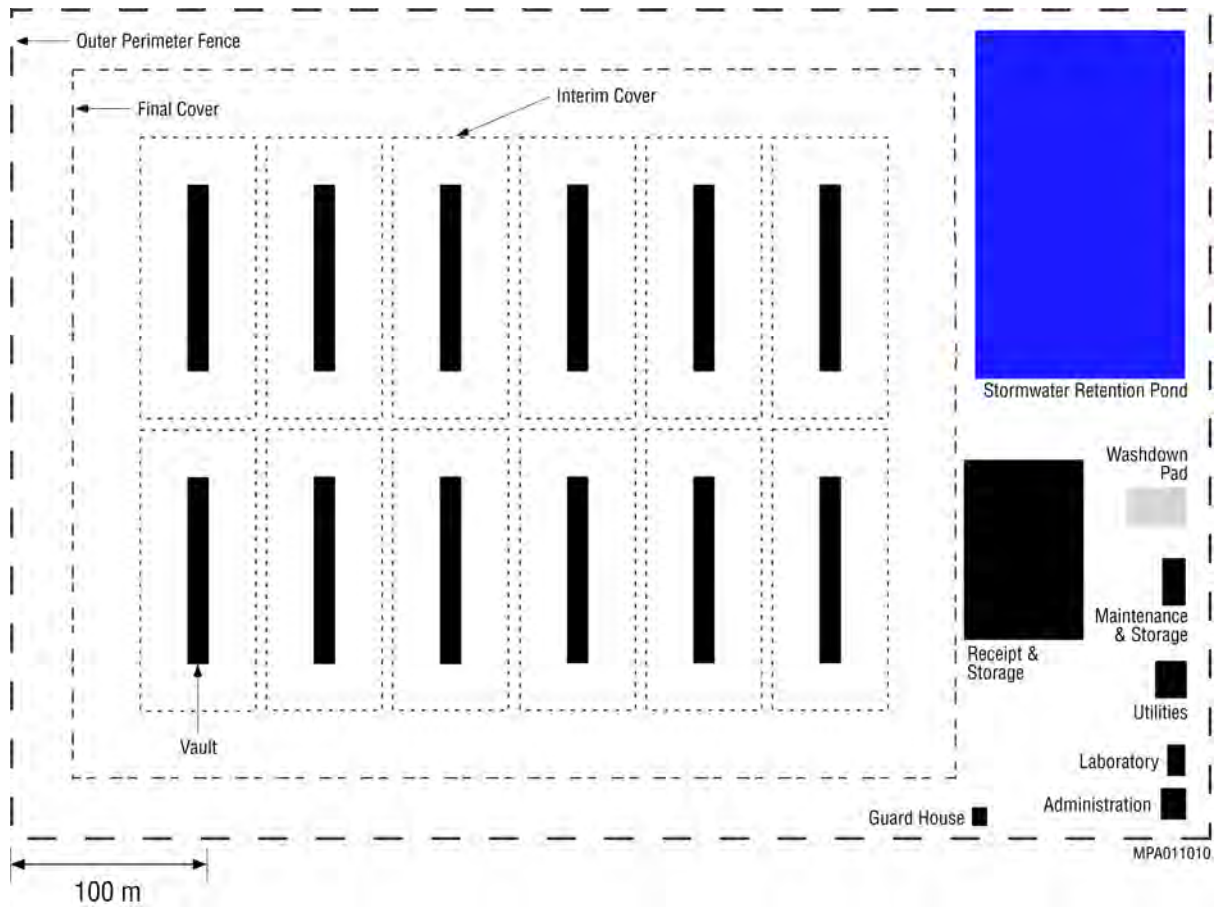 Outer Perimeter Fence
Final Cover
Interim Cover
Stormwater Retention Pond
Washdown
Pad
Maintenance
& Storage
Receipt &
Storage
Utilities
Vault
Laboratory
Administration
Guard House
MPA011010
100 m